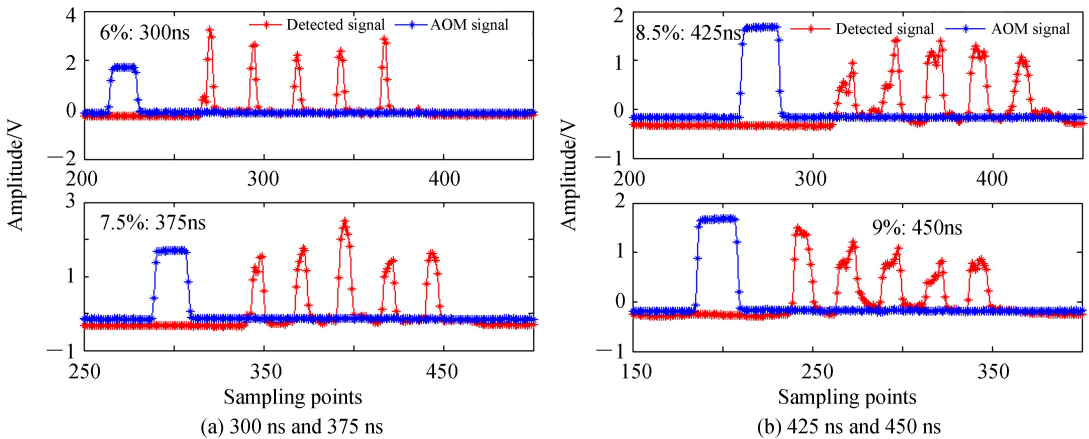 6%: 300ns
Detected signal
AOM signal
4
2
0
−2
200
300
400
7.5%: 375ns
3
1
−1
250
350
450
Amplitude/V
Sampling points
(a) 300 ns and 375 ns
8.5%: 425ns
Detected signal
AOM signal
2
1
0
−1
200
300
400
9%: 450ns
2
1
0
−1
150
250
350
Amplitude/V
Sampling points
(b) 425 ns and 450 ns